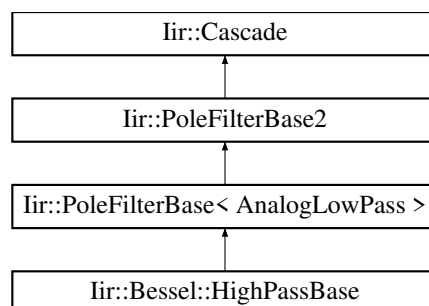 Iir::Cascade
Iir::PoleFilterBase2
Iir::PoleFilterBase< AnalogLowPass >
Iir::Bessel::HighPassBase